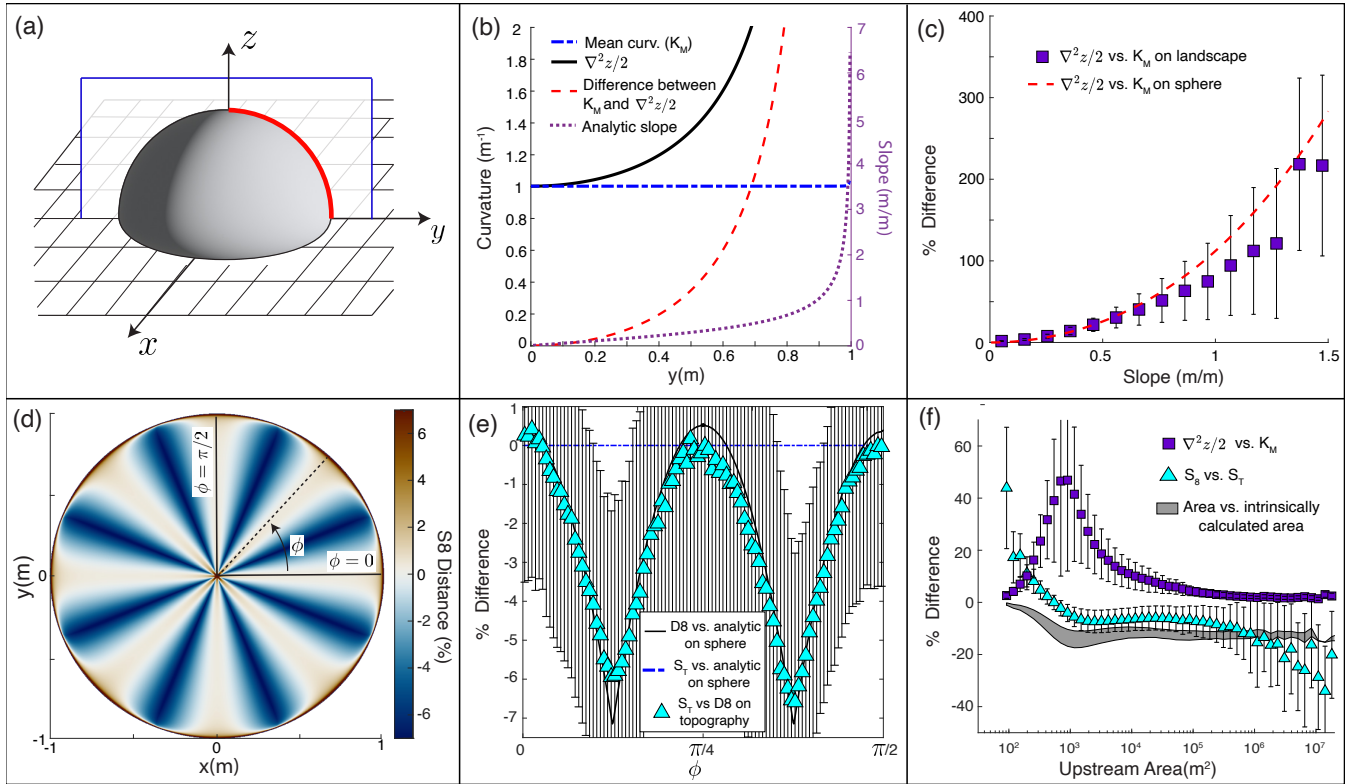 (a)
z
y
x
(b)
Curvature (m⁻¹)
2
1.8
1.6
1.4
1.2
1
0.8
0.6
0.4
0.2
0
Mean curv. (K_M)
∇²z/2
Difference between
K_M and ∇²z/2
Analytic slope
7
6
5
4
3
2
1
0
Slope (m/m)
0 0.2 0.4 0.6 0.8 1
y(m)
(c)
% Difference
400
300
200
100
0
∇²z/2 vs. K_M on landscape
∇²z/2 vs. K_M on sphere
0 0.5 1 1.5
Slope (m/m)
(d)
y(m)
1
0
-1
ϕ = π/2
ϕ
ϕ = 0
-1 0 1
x(m)
6
4
2
0
-2
-4
-6
S8 Distance (%)
(e)
% Difference
1
0
-1
-2
-3
-4
-5
-6
-7
D8 vs. analytic
on sphere
S_T vs. analytic
on sphere
S_T vs D8 on
topography
0 π/4 π/2
ϕ
(f)
% Difference
60
40
20
0
-20
-40
∇²z/2 vs. K_M
S₈ vs. S_T
Area vs. intrinsically
calculated area
10² 10³ 10⁴ 10⁵ 10⁶ 10⁷
Upstream Area(m²)